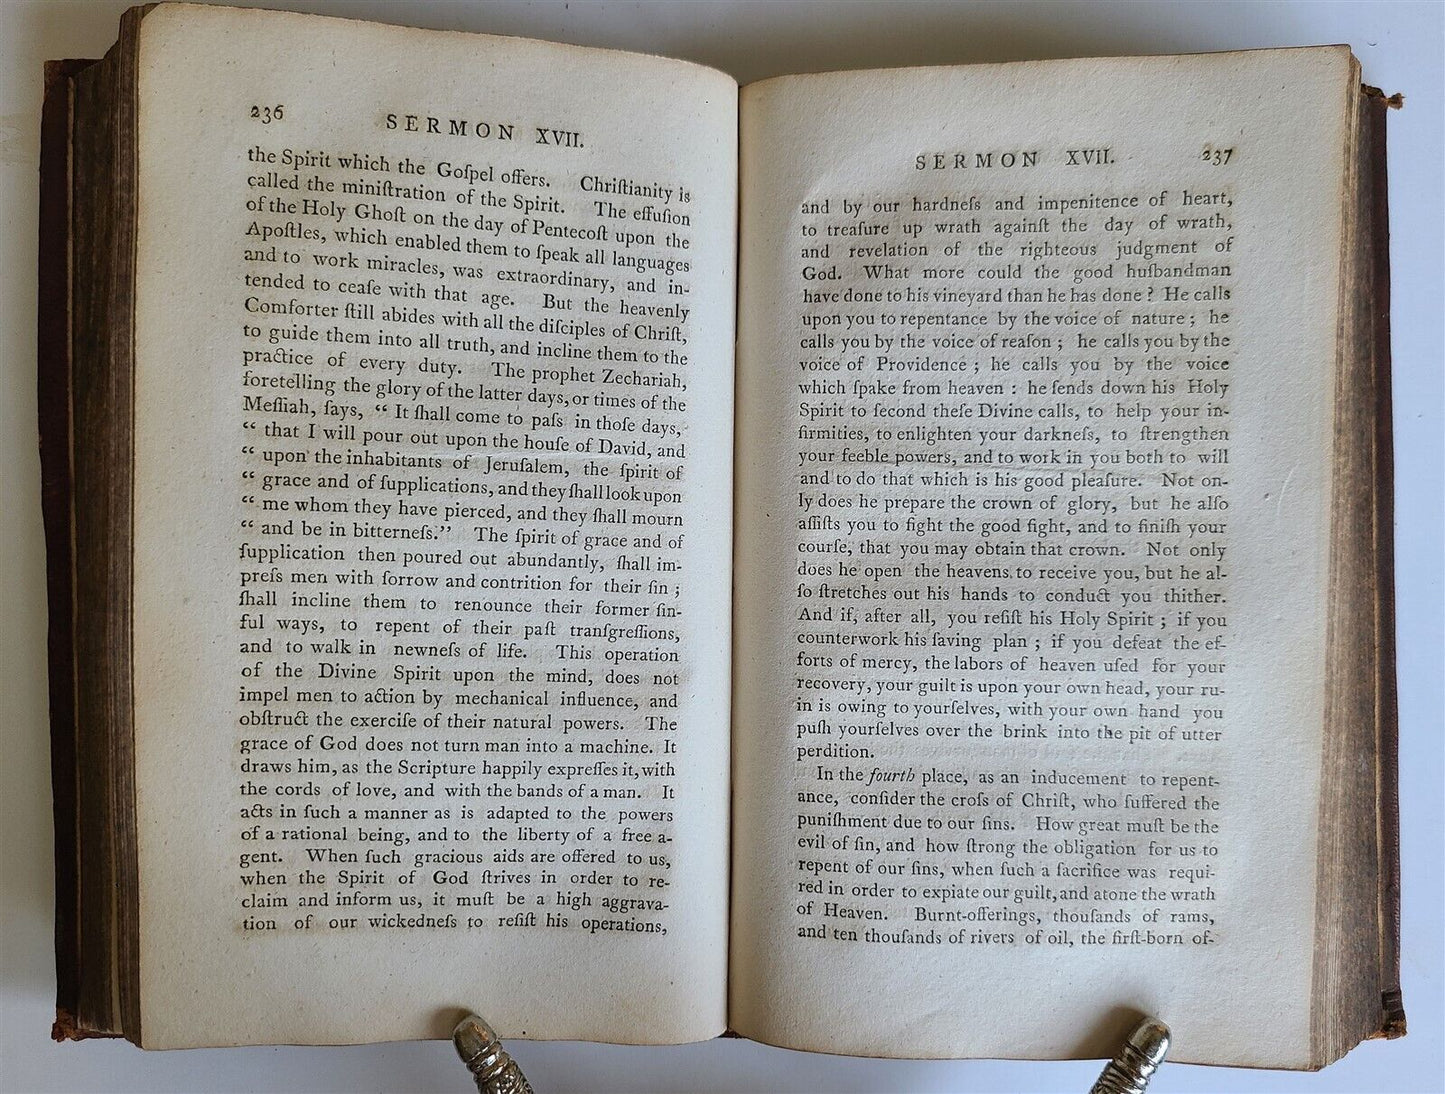 236
SERMON XVII.
the Spirit which the Goſpel offers. Chriſtianity is
called the miniſtration of the Spirit. The effuſion
of the Holy Ghoſt on the day of Pentecoſt upon the
Apoſtles, which enabled them to ſpeak all languages
and to work miracles, was extraordinary, and in-
tended to ceaſe with that age. But the heavenly
Comforter ſtill abides with all the diſciples of Chriſt,
to guide them into all truth, and incline them to the
practice of every duty. The prophet Zechariah,
foretelling the glory of the latter days, or times of the
Meſſiah, ſays, “ It ſhall come to paſs in thoſe days,
“ that I will pour out upon the houſe of David, and
“ upon the inhabitants of Jeruſalem, the ſpirit of
“ grace and of ſupplications, and they ſhall look upon
“ me whom they have pierced, and they ſhall mourn
“ and be in bitterneſs.” The ſpirit of grace and of
ſupplication then poured out abundantly, ſhall im-
preſs men with ſorrow and contrition for their ſin ;
ſhall incline them to renounce their former ſin-
ful ways, to repent of their paſt tranſgreſſions,
and to walk in newneſs of life. This operation
of the Divine Spirit upon the mind, does not
impel men to action by mechanical influence, and
obſtruct the exerciſe of their natural powers. The
grace of God does not turn man into a machine. It
draws him, as the Scripture happily expreſſes it, with
the cords of love, and with the bands of a man. It
acts in ſuch a manner as is adapted to the powers
of a rational being, and to the liberty of a free a-
gent. When ſuch gracious aids are offered to us,
when the Spirit of God ſtrives in order to re-
claim and inform us, it muſt be a high aggrava-
tion of our wickedneſs to reſiſt his operations,
SERMON XVII.
237
and by our hardneſs and impenitence of heart,
to treaſure up wrath againſt the day of wrath,
and revelation of the righteous judgment of
God. What more could the good huſbandman
have done to his vineyard than he has done ? He calls
upon you to repentance by the voice of nature ; he
calls you by the voice of reaſon ; he calls you by the
voice of Providence ; he calls you by the voice
which ſpake from heaven : he ſends down his Holy
Spirit to ſecond theſe Divine calls, to help your in-
firmities, to enlighten your darkneſs, to ſtrengthen
your feeble powers, and to work in you both to will
and to do that which is his good pleaſure. Not on-
ly does he prepare the crown of glory, but he alſo
aſſiſts you to fight the good fight, and to finiſh your
courſe, that you may obtain that crown. Not only
does he open the heavens to receive you, but he al-
ſo ſtretches out his hands to conduct you thither.
And if, after all, you reſiſt his Holy Spirit ; if you
counterwork his ſaving plan ; if you defeat the ef-
forts of mercy, the labors of heaven uſed for your
recovery, your guilt is upon your own head, your ru-
in is owing to yourſelves, with your own hand you
puſh yourſelves over the brink into the pit of utter
perdition.
In the fourth place, as an inducement to repent-
ance, conſider the croſs of Chriſt, who ſuffered the
puniſhment due to our ſins. How great muſt be the
evil of ſin, and how ſtrong the obligation for us to
repent of our ſins, when ſuch a ſacrifice was requi-
red in order to expiate our guilt, and atone the wrath
of Heaven. Burnt-offerings, thouſands of rams,
and ten thouſands of rivers of oil, the firſt-born of-